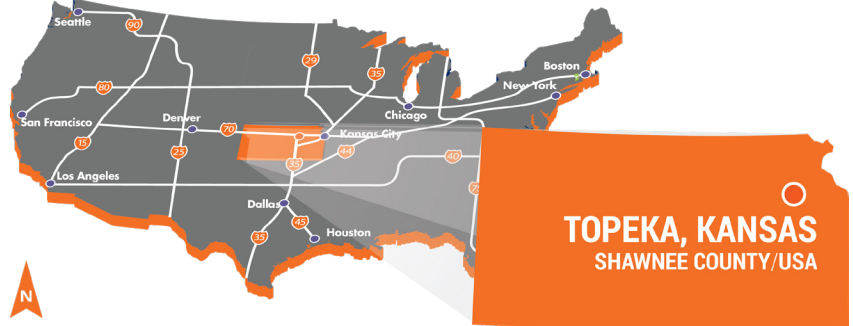 Seattle
90
29
35
Boston
80
New York
Chicago
San Francisco
Denver
70
Kansas City
15
25
44
40
35
Los Angeles
75
Dallas
45
35
Houston
TOPEKA, KANSAS
SHAWNEE COUNTY/USA
N